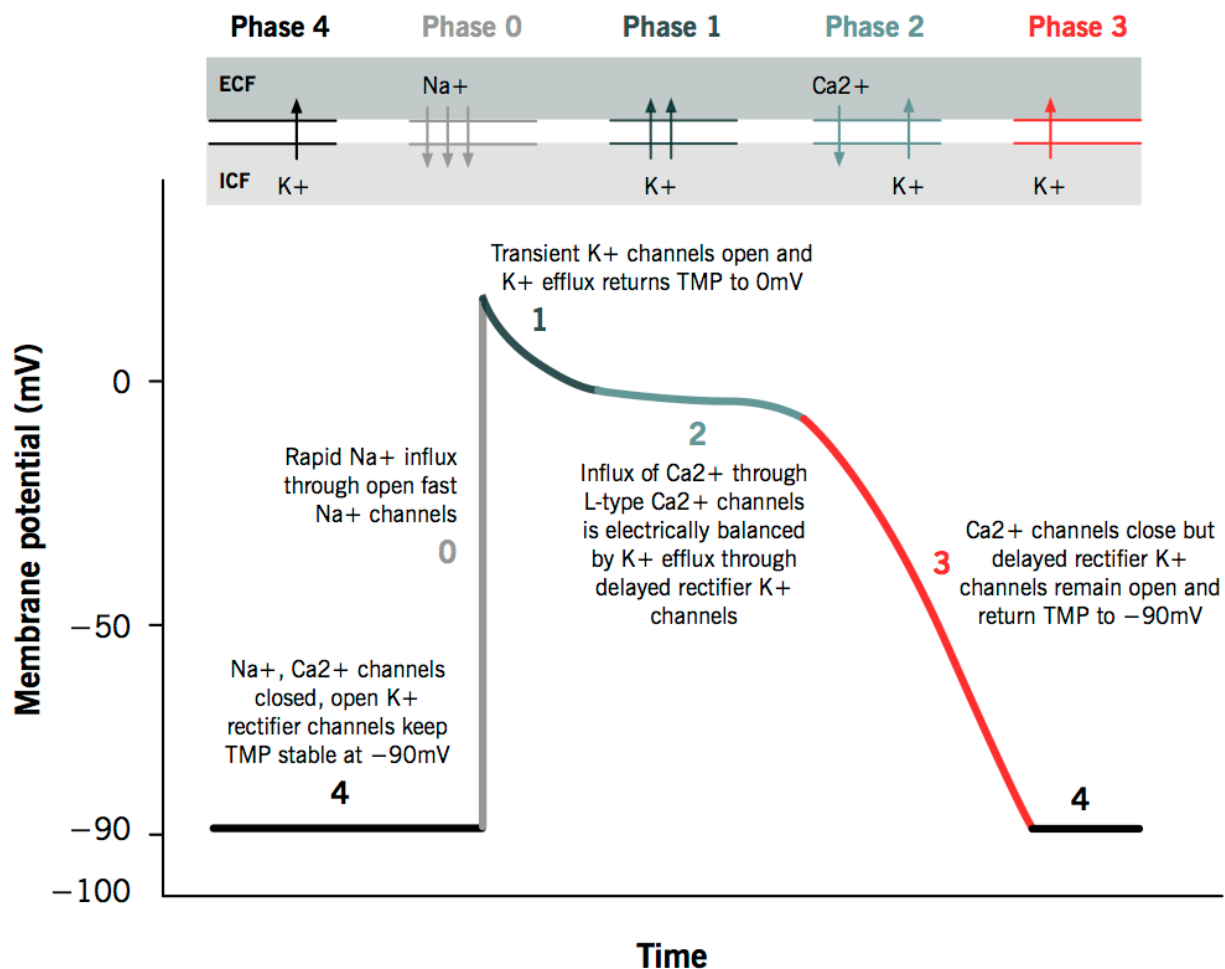 Phase 4 Phase 0 Phase 1 Phase 2 Phase 3
ECF Na+ Ca2+
ICF K+ K+ K+ K+
Transient K+ channels open and
K+ efflux returns TMP to 0mV
1
Membrane potential (mV)
0
−50
−90
−100
Rapid Na+ influx
through open fast
Na+ channels
0
2
Influx of Ca2+ through
L-type Ca2+ channels
is electrically balanced
by K+ efflux through
delayed rectifier K+
channels
3
Ca2+ channels close but
delayed rectifier K+
channels remain open and
return TMP to −90mV
Na+, Ca2+ channels
closed, open K+
rectifier channels keep
TMP stable at −90mV
4
4
Time